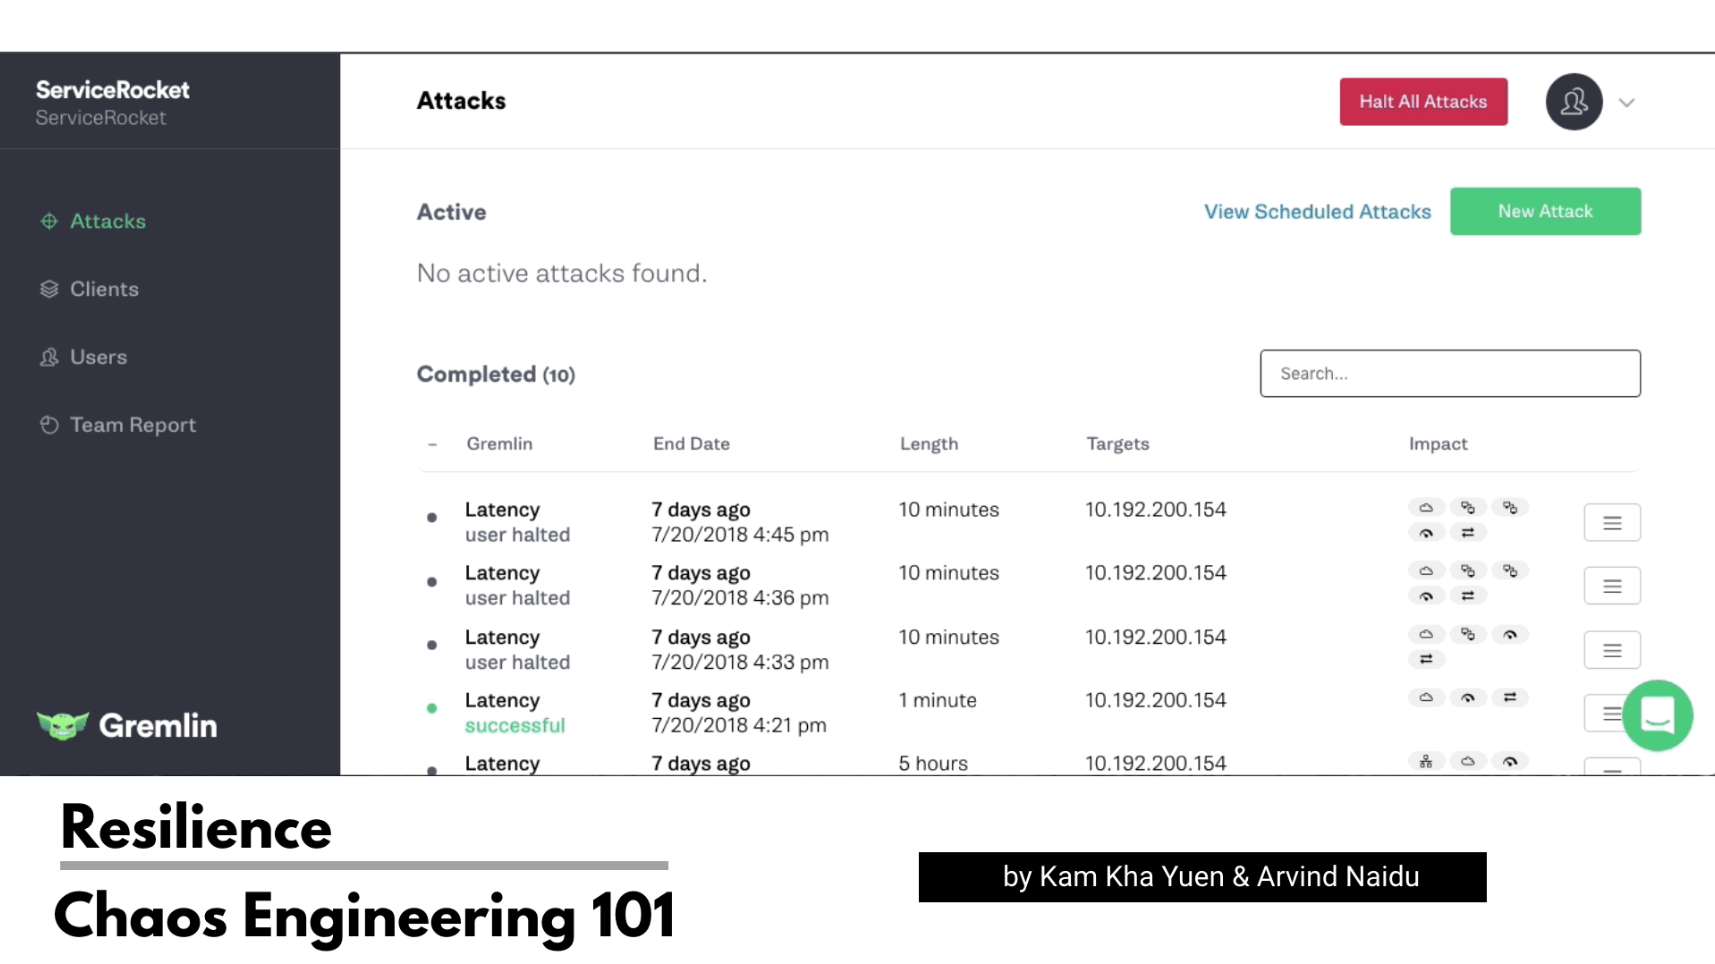 ServiceRocket
ServiceRocket
Attacks
Halt All Attacks
Attacks
Clients
Users
Team Report
Gremlin
Active
View Scheduled Attacks
New Attack
No active attacks found.
Completed (10)
Search...
– Gremlin End Date Length Targets Impact
Latency 7 days ago 10 minutes 10.192.200.154
user halted 7/20/2018 4:45 pm
Latency 7 days ago 10 minutes 10.192.200.154
user halted 7/20/2018 4:36 pm
Latency 7 days ago 10 minutes 10.192.200.154
user halted 7/20/2018 4:33 pm
Latency 7 days ago 1 minute 10.192.200.154
successful 7/20/2018 4:21 pm
Latency 7 days ago 5 hours 10.192.200.154
Resilience
Chaos Engineering 101
by Kam Kha Yuen & Arvind Naidu